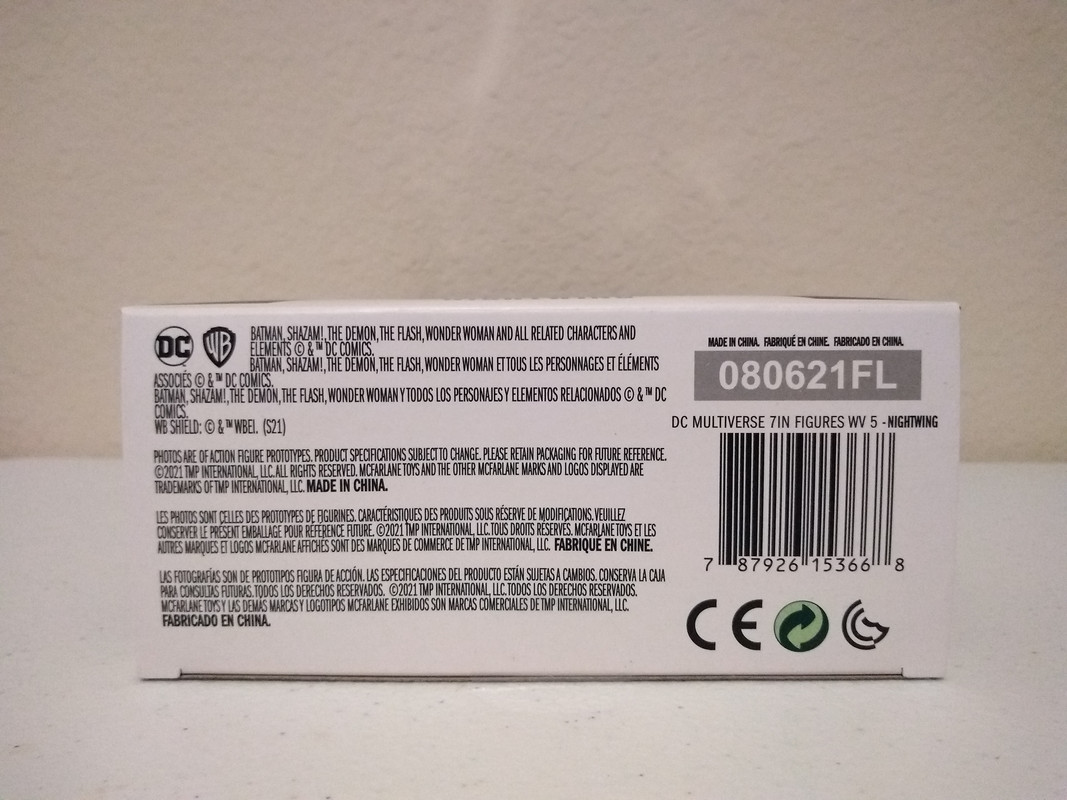 DC WB BATMAN, SHAZAM!, THE DEMON, THE FLASH, WONDER WOMAN AND ALL RELATED CHARACTERS AND
ELEMENTS © & ™ DC COMICS.
BATMAN, SHAZAM!, THE DEMON, THE FLASH, WONDER WOMAN ET TOUS LES PERSONNAGES ET ÉLÉMENTS
ASSOCIÉS © & ™ DC COMICS.
BATMAN, SHAZAM!, THE DEMON, THE FLASH, WONDER WOMAN Y TODOS LOS PERSONAJES Y ELEMENTOS RELACIONADOS © & ™ DC
COMICS.
WB SHIELD: © & ™ WBEI. (S21)
PHOTOS ARE OF ACTION FIGURE PROTOTYPES. PRODUCT SPECIFICATIONS SUBJECT TO CHANGE. PLEASE RETAIN PACKAGING FOR FUTURE REFERENCE.
©2021 TMP INTERNATIONAL, LLC. ALL RIGHTS RESERVED. MCFARLANE TOYS AND THE OTHER MCFARLANE MARKS AND LOGOS DISPLAYED ARE
TRADEMARKS OF TMP INTERNATIONAL, LLC. MADE IN CHINA.
LES PHOTOS SONT CELLES DES PROTOTYPES DE FIGURINES. CARACTÉRISTIQUES DES PRODUITS SOUS RÉSERVE DE MODIFICATIONS. VEUILLEZ
CONSERVER LE PRÉSENT EMBALLAGE POUR RÉFÉRENCE FUTURE. ©2021 TMP INTERNATIONAL, LLC. TOUS DROITS RÉSERVÉS. MCFARLANE TOYS ET LES
AUTRES MARQUES ET LOGOS MCFARLANE AFFICHÉS SONT DES MARQUES DE COMMERCE DE TMP INTERNATIONAL, LLC. FABRIQUÉ EN CHINE.
LAS FOTOGRAFÍAS SON DE PROTOTIPOS FIGURA DE ACCIÓN. LAS ESPECIFICACIONES DEL PRODUCTO ESTÁN SUJETAS A CAMBIOS. CONSERVA LA CAJA
PARA CONSULTAS FUTURAS. TODOS LOS DERECHOS RESERVADOS. ©2021 TMP INTERNATIONAL, LLC. TODOS LOS DERECHOS RESERVADOS.
MCFARLANE TOYS Y LAS DEMÁS MARCAS Y LOGOTIPOS MCFARLANE EXHIBIDOS SON MARCAS COMERCIALES DE TMP INTERNATIONAL, LLC.
FABRICADO EN CHINA.
MADE IN CHINA. FABRIQUÉ EN CHINE. FABRICADO EN CHINA.
080621FL
DC MULTIVERSE 7IN FIGURES WV 5 - NIGHTWING
7 87926 15366 8
CE